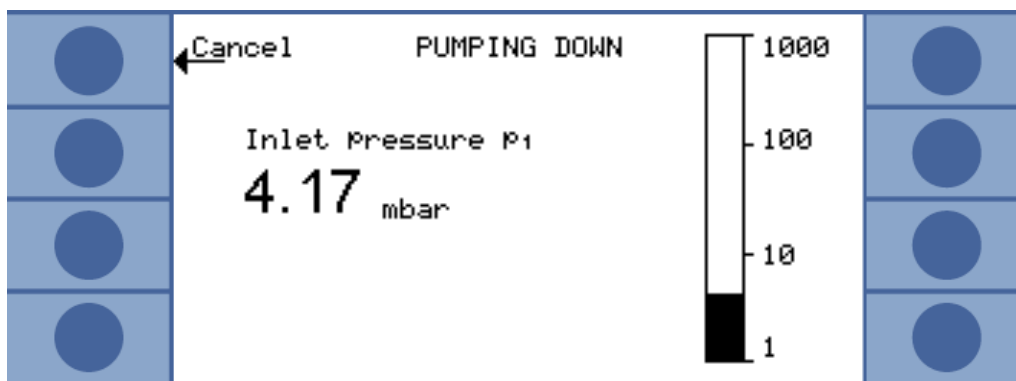 Cancel PUMPING DOWN
Inlet pressure p1
4.17 mbar
1000
100
10
1